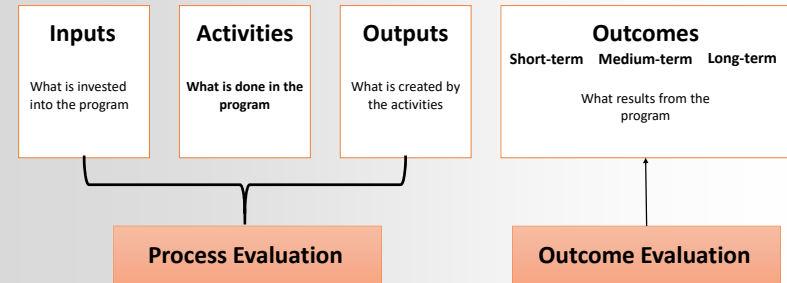 Inputs
What is invested
into the program
Activities
What is done in the
program
Outputs
What is created by
the activities
Outcomes
Short-term Medium-term Long-term
What results from the
program
Process Evaluation
Outcome Evaluation